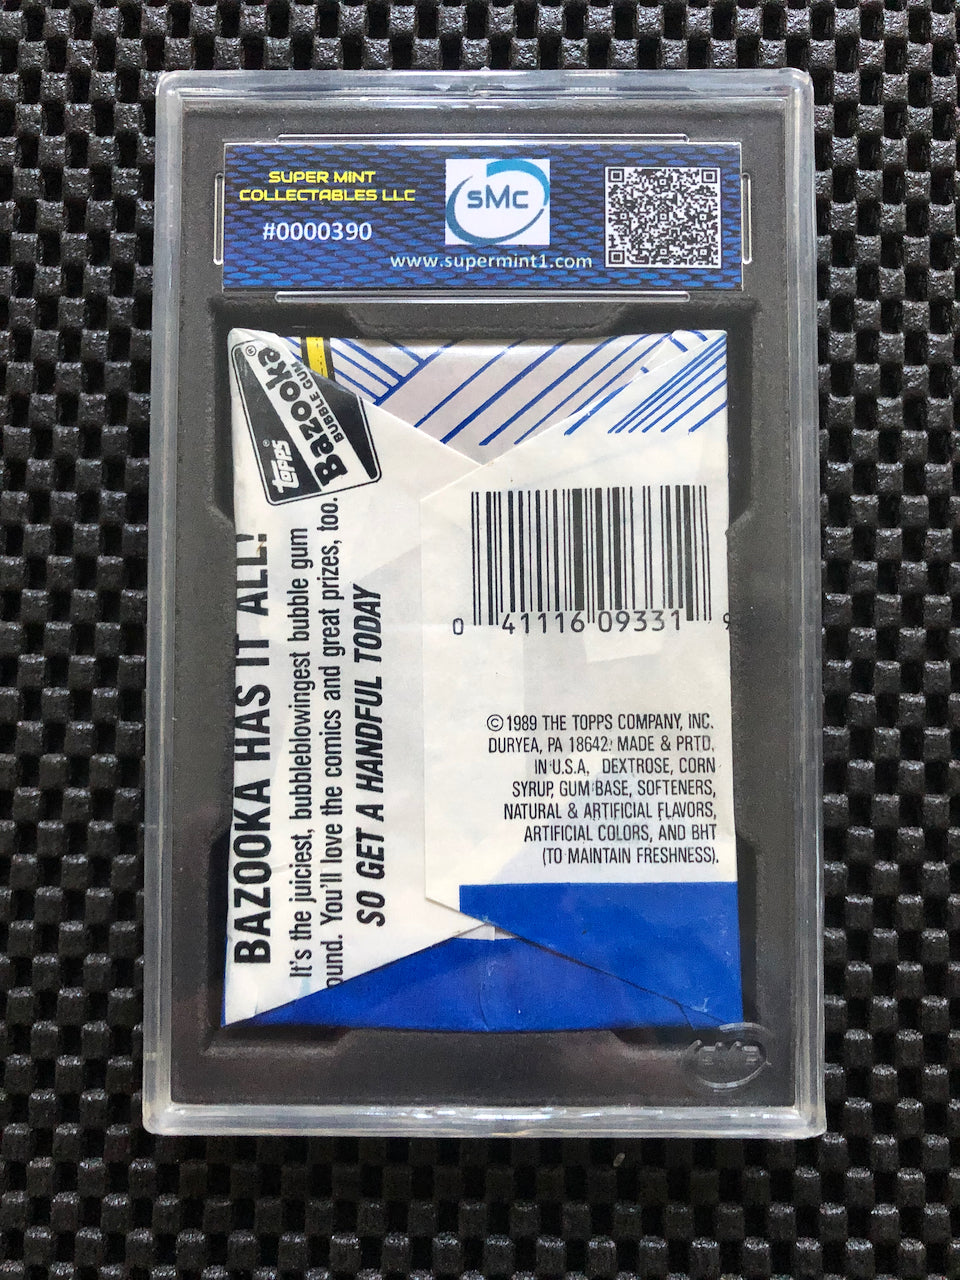 SUPER MINT
COLLECTABLES LLC
#0000390
SMC
www.supermint1.com
TOPPS®
Bazooka®
BUBBLE GUM
BAZOOKA HAS IT ALL!
It's the juiciest, bubbleblowingest bubble gum
ound. You'll love the comics and great prizes, too.
SO GET A HANDFUL TODAY
0 41116 09331 9
©1989 THE TOPPS COMPANY, INC.
DURYEA, PA 18642. MADE & PRTD.
IN U.S.A. DEXTROSE, CORN
SYRUP, GUM BASE, SOFTENERS,
NATURAL & ARTIFICIAL FLAVORS,
ARTIFICIAL COLORS, AND BHT
(TO MAINTAIN FRESHNESS).